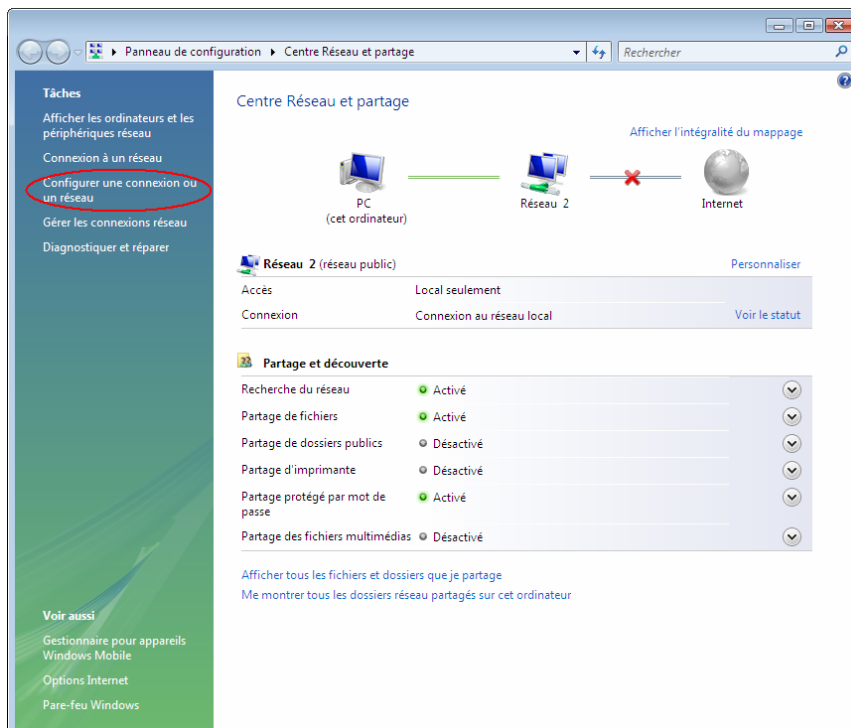 Panneau de configuration ▸ Centre Réseau et partage
Rechercher
Tâches
Afficher les ordinateurs et les
périphériques réseau
Connexion à un réseau
Configurer une connexion ou
un réseau
Gérer les connexions réseau
Diagnostiquer et réparer
Centre Réseau et partage
Afficher l'intégralité du mappage
PC
(cet ordinateur)
Réseau 2
Internet
Réseau 2 (réseau public)
Personnaliser
Accès
Local seulement
Connexion
Connexion au réseau local
Voir le statut
Partage et découverte
Recherche du réseau
Activé
Partage de fichiers
Activé
Partage de dossiers publics
Désactivé
Partage d'imprimante
Désactivé
Partage protégé par mot de
passe
Activé
Partage des fichiers multimédias
Désactivé
Afficher tous les fichiers et dossiers que je partage
Me montrer tous les dossiers réseau partagés sur cet ordinateur
Voir aussi
Gestionnaire pour appareils
Windows Mobile
Options Internet
Pare-feu Windows